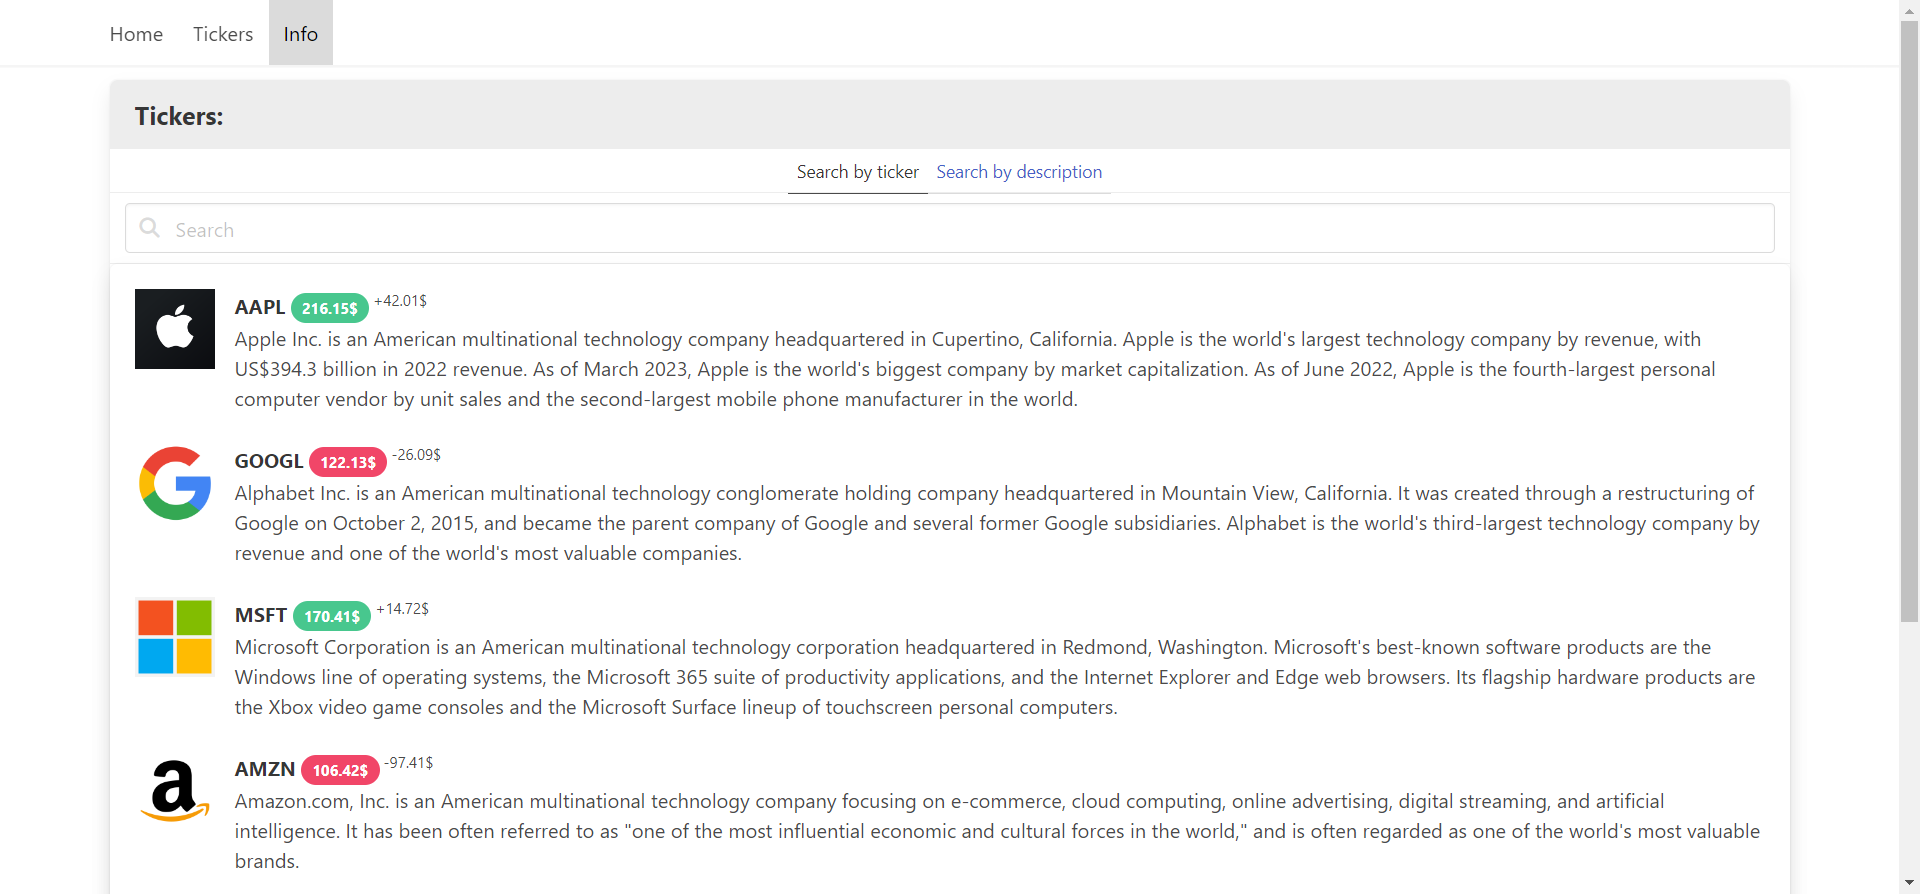 Home Tickers Info
Tickers:
Search by ticker Search by description
Search
AAPL 216.15$ +42.01$
Apple Inc. is an American multinational technology company headquartered in Cupertino, California. Apple is the world's largest technology company by revenue, with
US$394.3 billion in 2022 revenue. As of March 2023, Apple is the world's biggest company by market capitalization. As of June 2022, Apple is the fourth-largest personal
computer vendor by unit sales and the second-largest mobile phone manufacturer in the world.
GOOGL 122.13$ -26.09$
Alphabet Inc. is an American multinational technology conglomerate holding company headquartered in Mountain View, California. It was created through a restructuring of
Google on October 2, 2015, and became the parent company of Google and several former Google subsidiaries. Alphabet is the world's third-largest technology company by
revenue and one of the world's most valuable companies.
MSFT 170.41$ +14.72$
Microsoft Corporation is an American multinational technology corporation headquartered in Redmond, Washington. Microsoft's best-known software products are the
Windows line of operating systems, the Microsoft 365 suite of productivity applications, and the Internet Explorer and Edge web browsers. Its flagship hardware products are
the Xbox video game consoles and the Microsoft Surface lineup of touchscreen personal computers.
AMZN 106.42$ -97.41$
Amazon.com, Inc. is an American multinational technology company focusing on e-commerce, cloud computing, online advertising, digital streaming, and artificial
intelligence. It has been often referred to as "one of the most influential economic and cultural forces in the world," and is often regarded as one of the world's most valuable
brands.